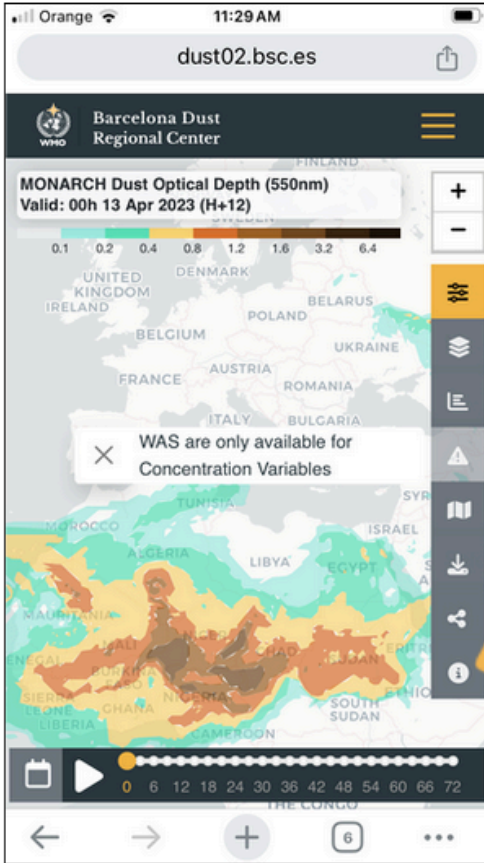 Orange
11:29 AM
dust02.bsc.es
WMO
Barcelona Dust
Regional Center
FINLAND
MONARCH Dust Optical Depth (550nm)
Valid: 00h 13 Apr 2023 (H+12)
+
−
SWEDEN
0.1 0.2 0.4 0.8 1.2 1.6 3.2 6.4
UNITED
KINGDOM
DENMARK
IRELAND
BELARUS
POLAND
BELGIUM
UKRAINE
AUSTRIA
FRANCE
ROMANIA
ITALY
BULGARIA
WAS are only available for
Concentration Variables
TUNISIA
SYR
MOROCCO
ISRAEL
ALGERIA
LIBYA
EGYPT
MAURITANIA
MALI
NIGER
CHAD
SUDAN
ERITR
SENEGAL
BURKINA
FASO
SIERRA
LEONE
GHANA
NIGERIA
ETHIO
LIBERIA
SOUTH
SUDAN
CAMEROON
0 6 12 18 24 30 36 42 48 54 60 66 72
THE CONGO
6